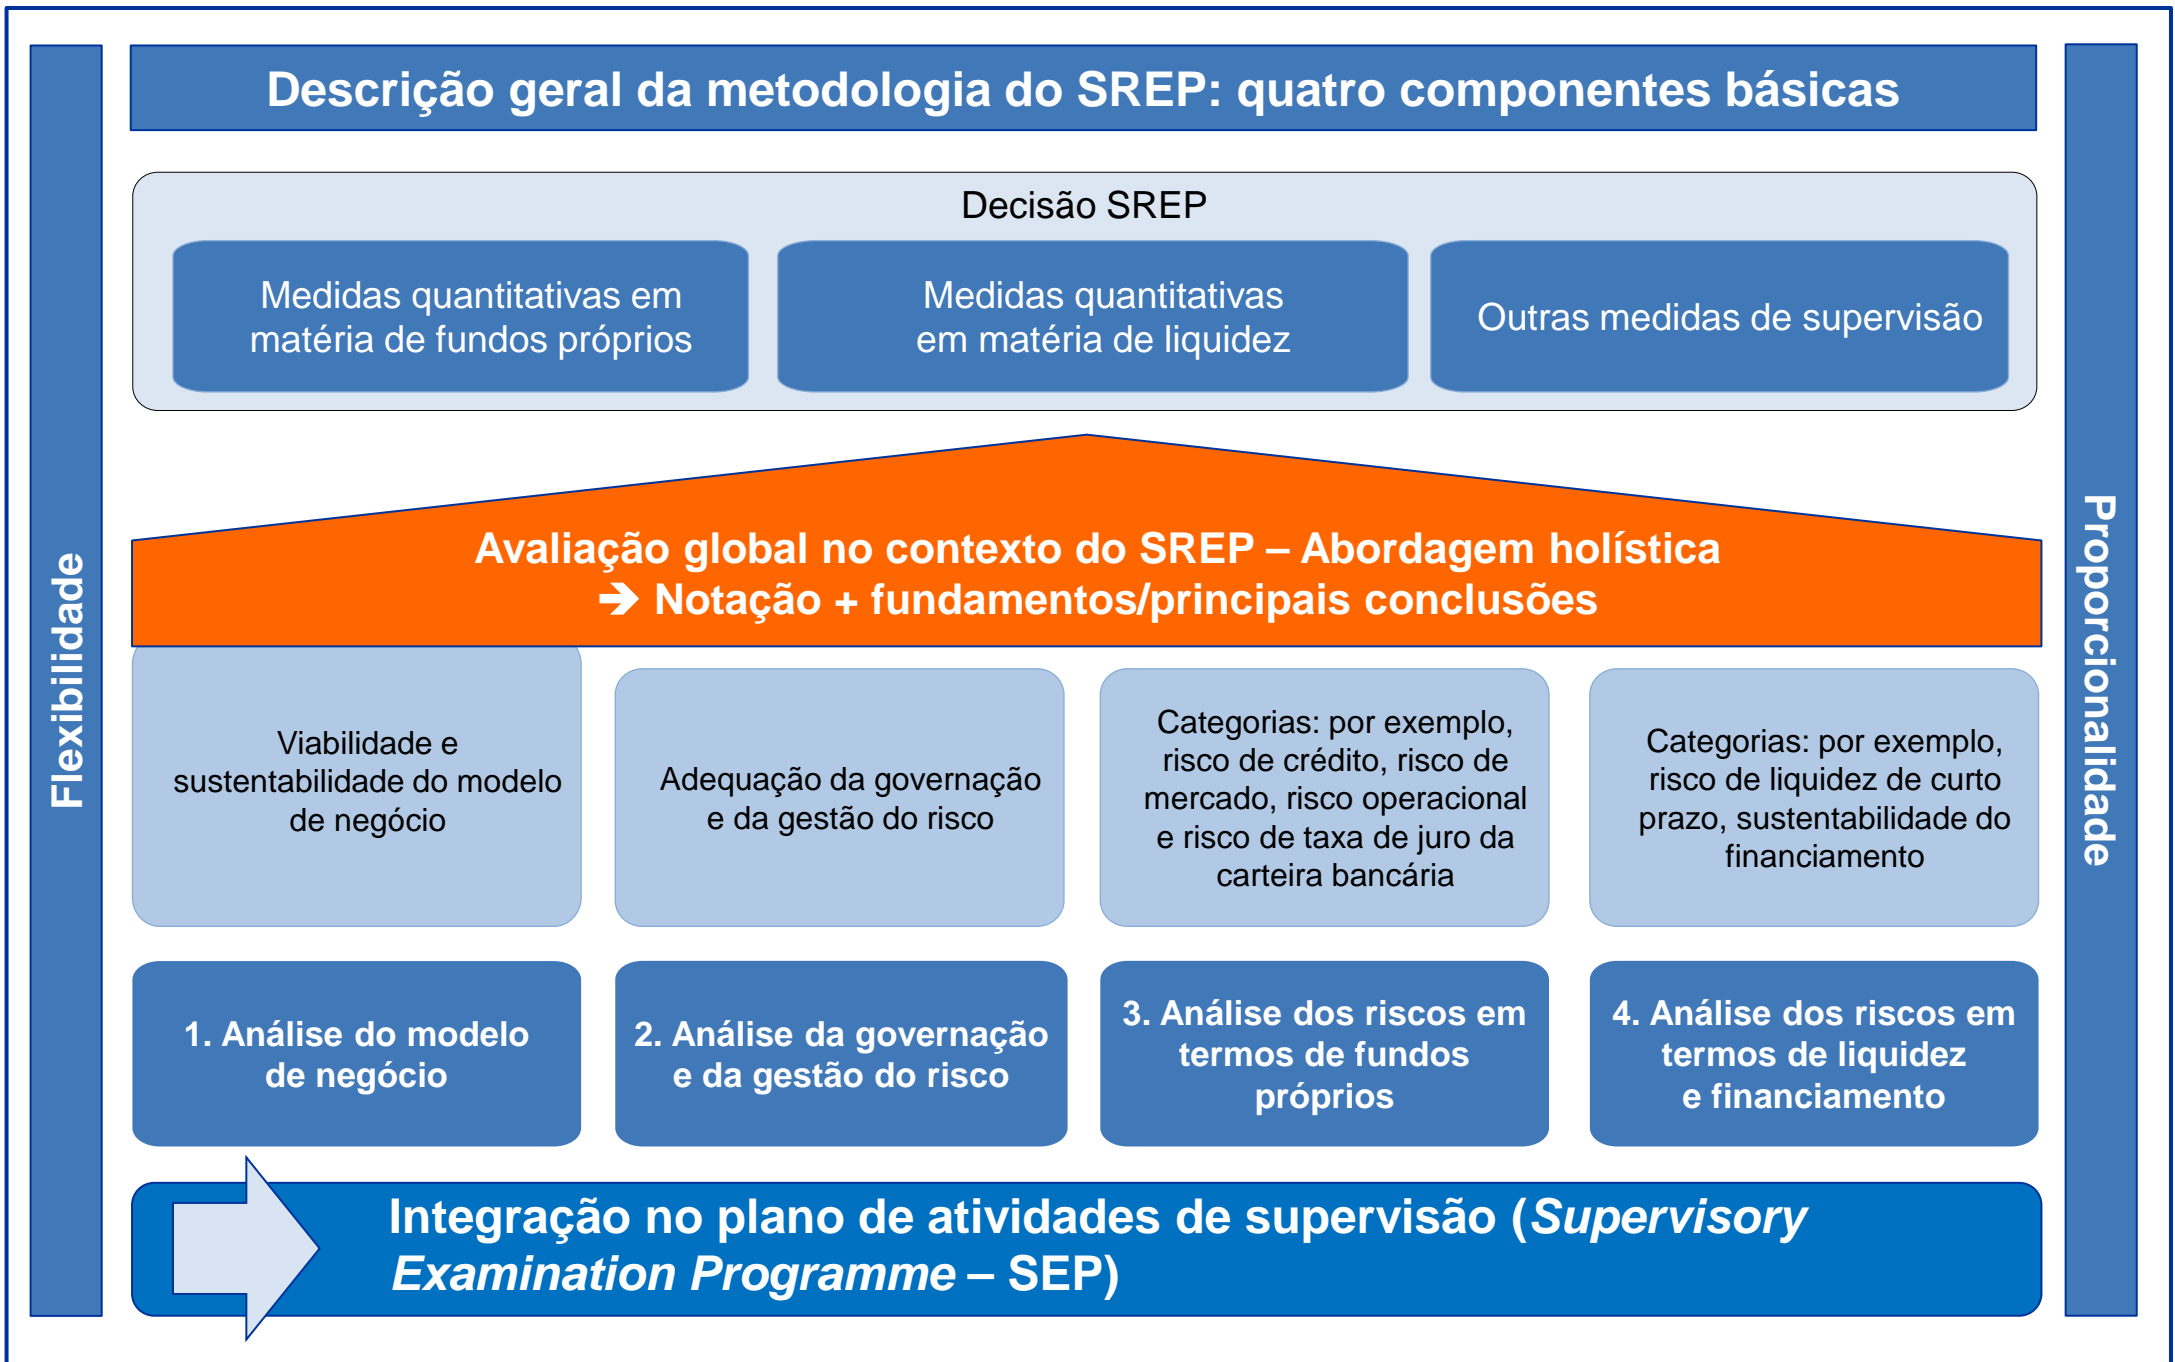 Descrição geral da metodologia do SREP: quatro componentes básicas
Flexibilidade
Proporcionalidade
Decisão SREP
Medidas quantitativas em
matéria de fundos próprios
Medidas quantitativas
em matéria de liquidez
Outras medidas de supervisão
Avaliação global no contexto do SREP – Abordagem holística
➔ Notação + fundamentos/principais conclusões
Viabilidade e
sustentabilidade do modelo
de negócio
Adequação da governação
e da gestão do risco
Categorias: por exemplo,
risco de crédito, risco de
mercado, risco operacional
e risco de taxa de juro da
carteira bancária
Categorias: por exemplo,
risco de liquidez de curto
prazo, sustentabilidade do
financiamento
1. Análise do modelo
de negócio
2. Análise da governação
e da gestão do risco
3. Análise dos riscos em
termos de fundos
próprios
4. Análise dos riscos em
termos de liquidez
e financiamento
Integração no plano de atividades de supervisão (Supervisory
Examination Programme – SEP)